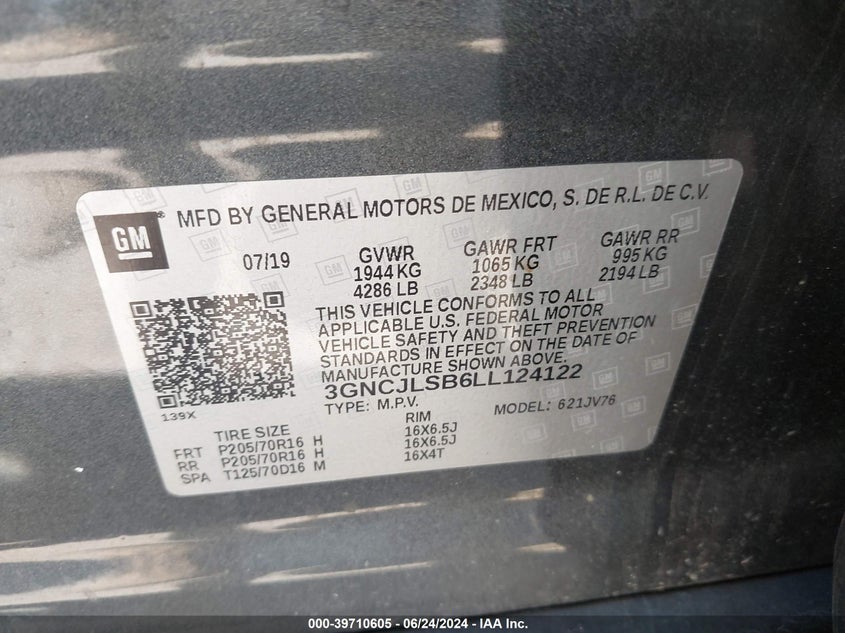 GM
®
MFD BY GENERAL MOTORS DE MEXICO, S. DE R.L. DE C.V.
07/19 GVWR GAWR FRT GAWR RR
1944 KG 1065 KG 995 KG
4286 LB 2348 LB 2194 LB
THIS VEHICLE CONFORMS TO ALL
APPLICABLE U.S. FEDERAL MOTOR
VEHICLE SAFETY AND THEFT PREVENTION
STANDARDS IN EFFECT ON THE DATE OF
MANUFACTURE SHOWN ABOVE.
3GNCJLSB6LL124122
139X
TYPE: M.P.V. MODEL: 621JV76
TIRE SIZE RIM
FRT P205/70R16 H 16X6.5J
RR P205/70R16 H 16X6.5J
SPA T125/70D16 M 16X4T
000-39710605 - 06/24/2024 - IAA Inc.